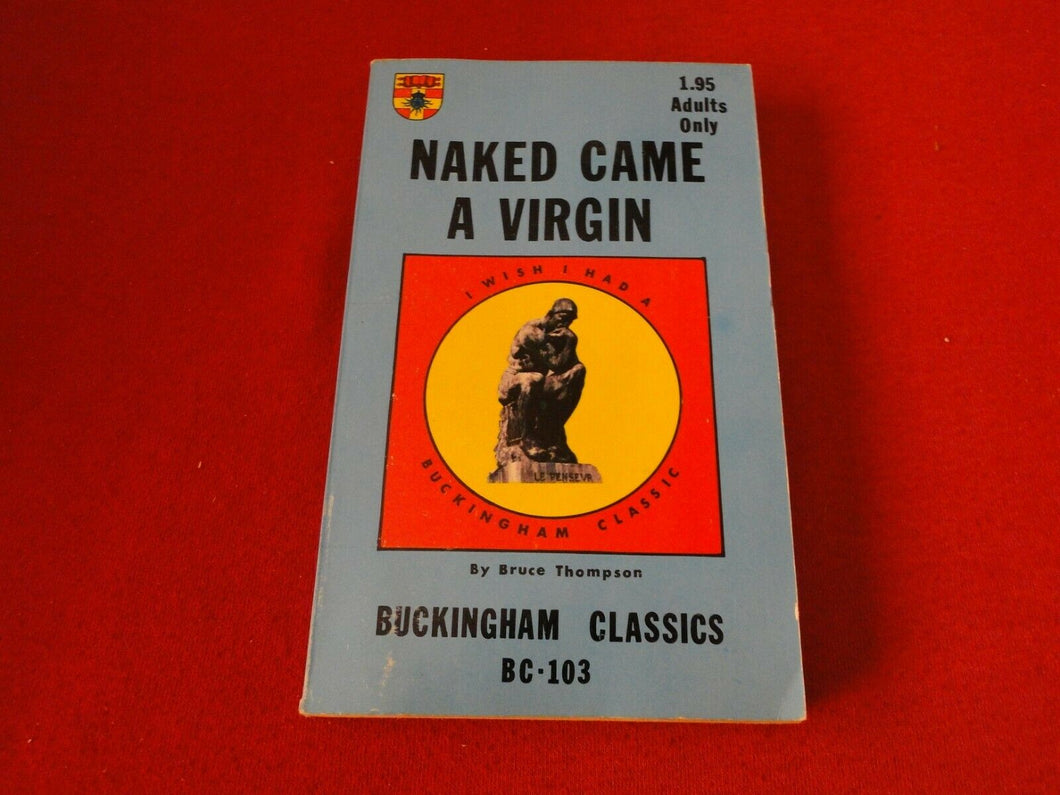 1.95
Adults
Only
NAKED CAME
A VIRGIN
I WISH I HAD A
LE PENSEUR
BUCKINGHAM CLASSIC
By Bruce Thompson
BUCKINGHAM CLASSICS
BC-103